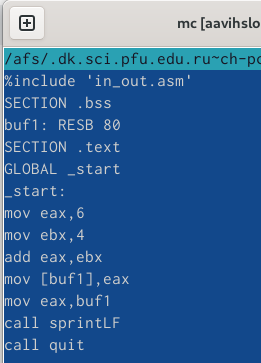 mc [aavihslo
/afs/.dk.sci.pfu.edu.ru~ch-pc
%include 'in_out.asm'
SECTION .bss
buf1: RESB 80
SECTION .text
GLOBAL _start
_start:
mov eax,6
mov ebx,4
add eax,ebx
mov [buf1],eax
mov eax,buf1
call sprintLF
call quit